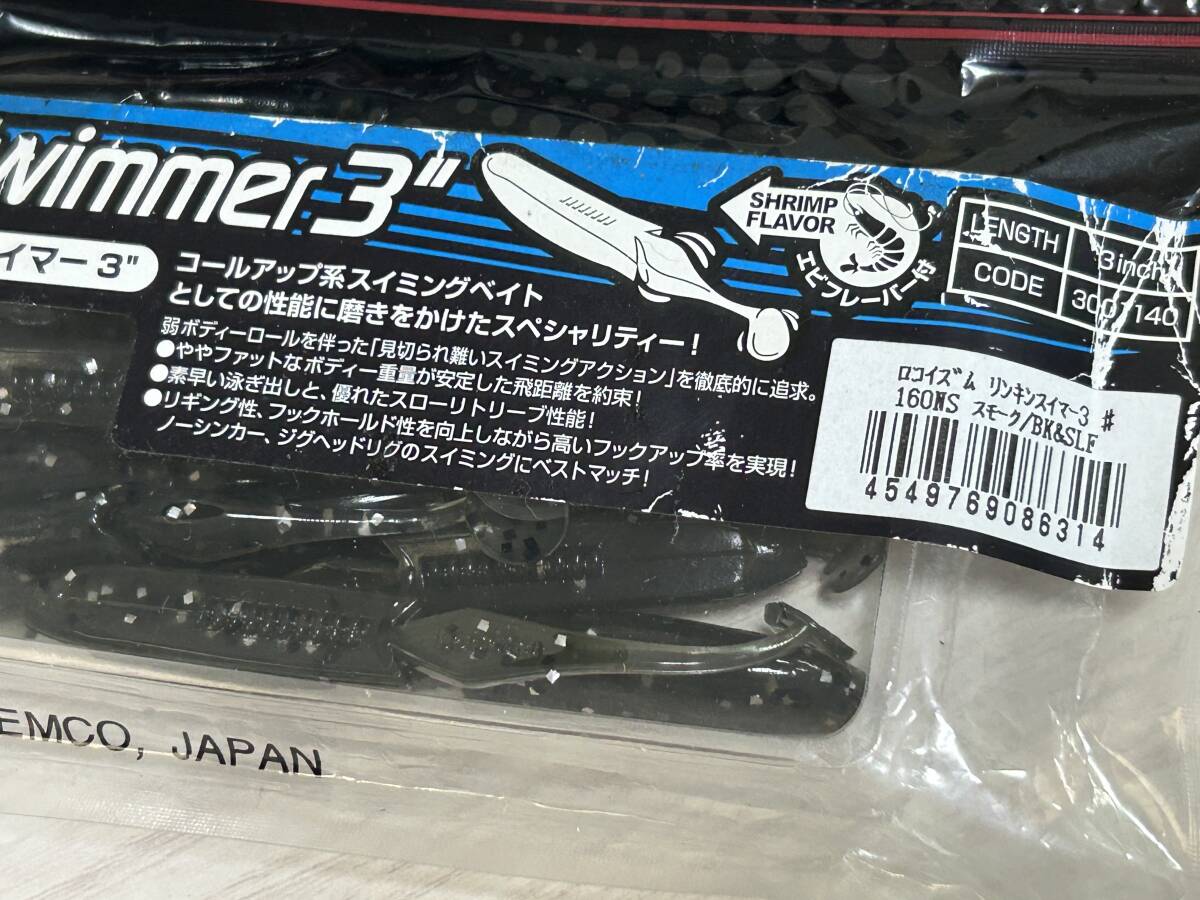 wimmer 3"
イマー 3"
コールアップ系スイミングベイト
としての性能に磨きをかけたスペシャリティー！
弱ボディーロールを伴った「見切られ難いスイミングアクション」を徹底的に追求。
●ややファットなボディー重量が安定した飛距離を約束！
●素早い泳ぎ出しと、優れたスローリトリーブ性能！
●リギング性、フックホールド性を向上しながら高いフックアップ率を実現！
ノーシンカー、ジグヘッドリグのスイミングにベストマッチ！
SHRIMP
FLAVOR
エビフレーバー付
LENGTH 3inch
CODE 300 140
ロコイズム リンキンスイマー3 #
160NS スモーク/BK&SLF
4549769086314
EMCO, JAPAN